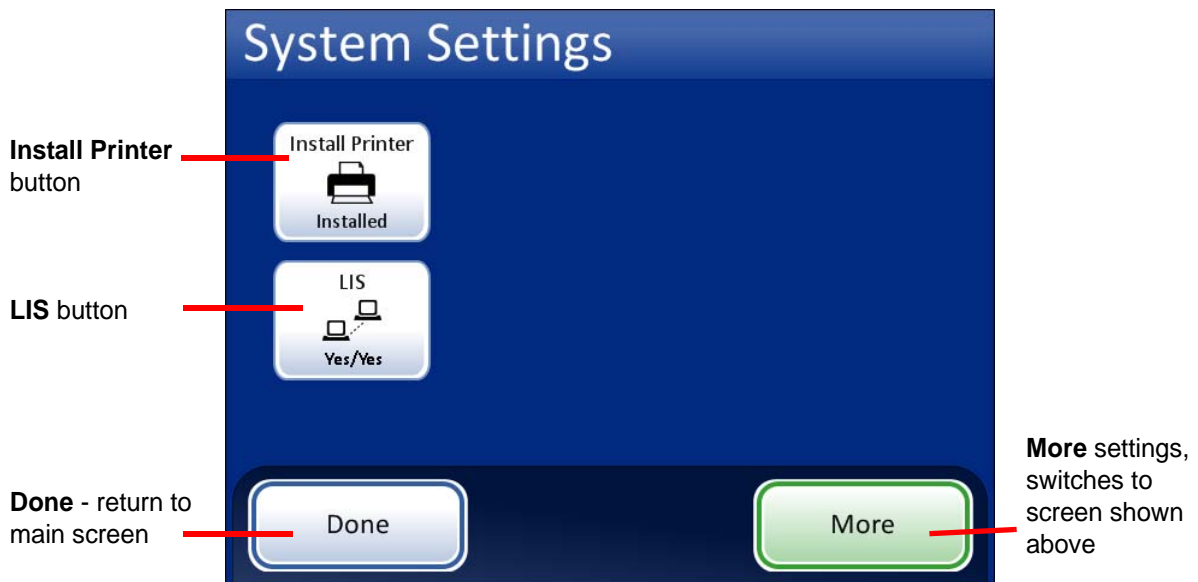 System Settings
Install Printer
button
Install Printer
Installed
LIS button
LIS
Yes/Yes
Done - return to
main screen
Done
More
More settings,
switches to
screen shown
above